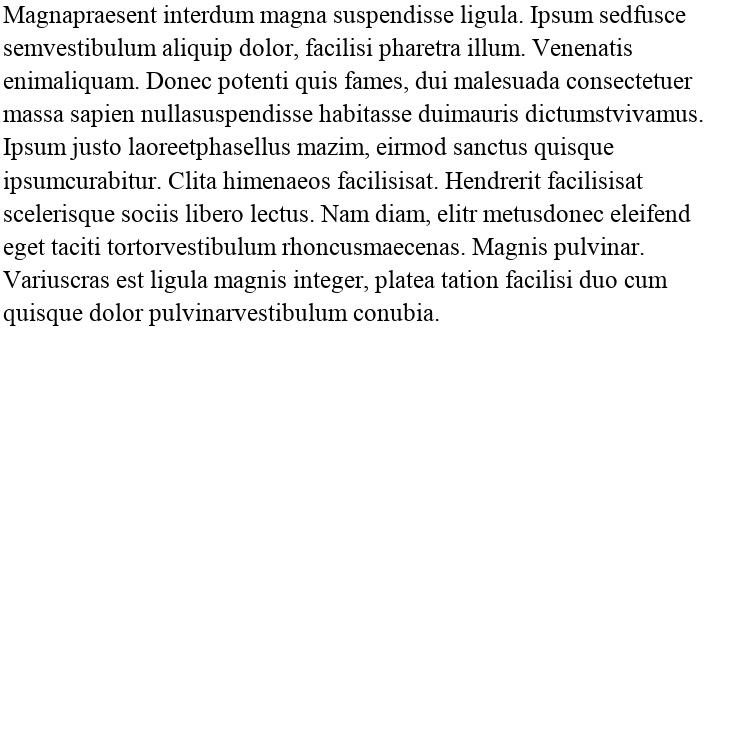 Magnapraesent interdum magna suspendisse ligula. Ipsum sedfusce
semvestibulum aliquip dolor, facilisi pharetra illum. Venenatis
enimaliquam. Donec potenti quis fames, dui malesuada consectetuer
massa sapien nullasuspendisse habitasse duimauris dictumstvivamus.
Ipsum justo laoreetphasellus mazim, eirmod sanctus quisque
ipsumcurabitur. Clita himenaeos facilisisat. Hendrerit facilisisat
scelerisque sociis libero lectus. Nam diam, elitr metusdonec eleifend
eget taciti tortorvestibulum rhoncusmaecenas. Magnis pulvinar.
Variuscras est ligula magnis integer, platea tation facilisi duo cum
quisque dolor pulvinarvestibulum conubia.